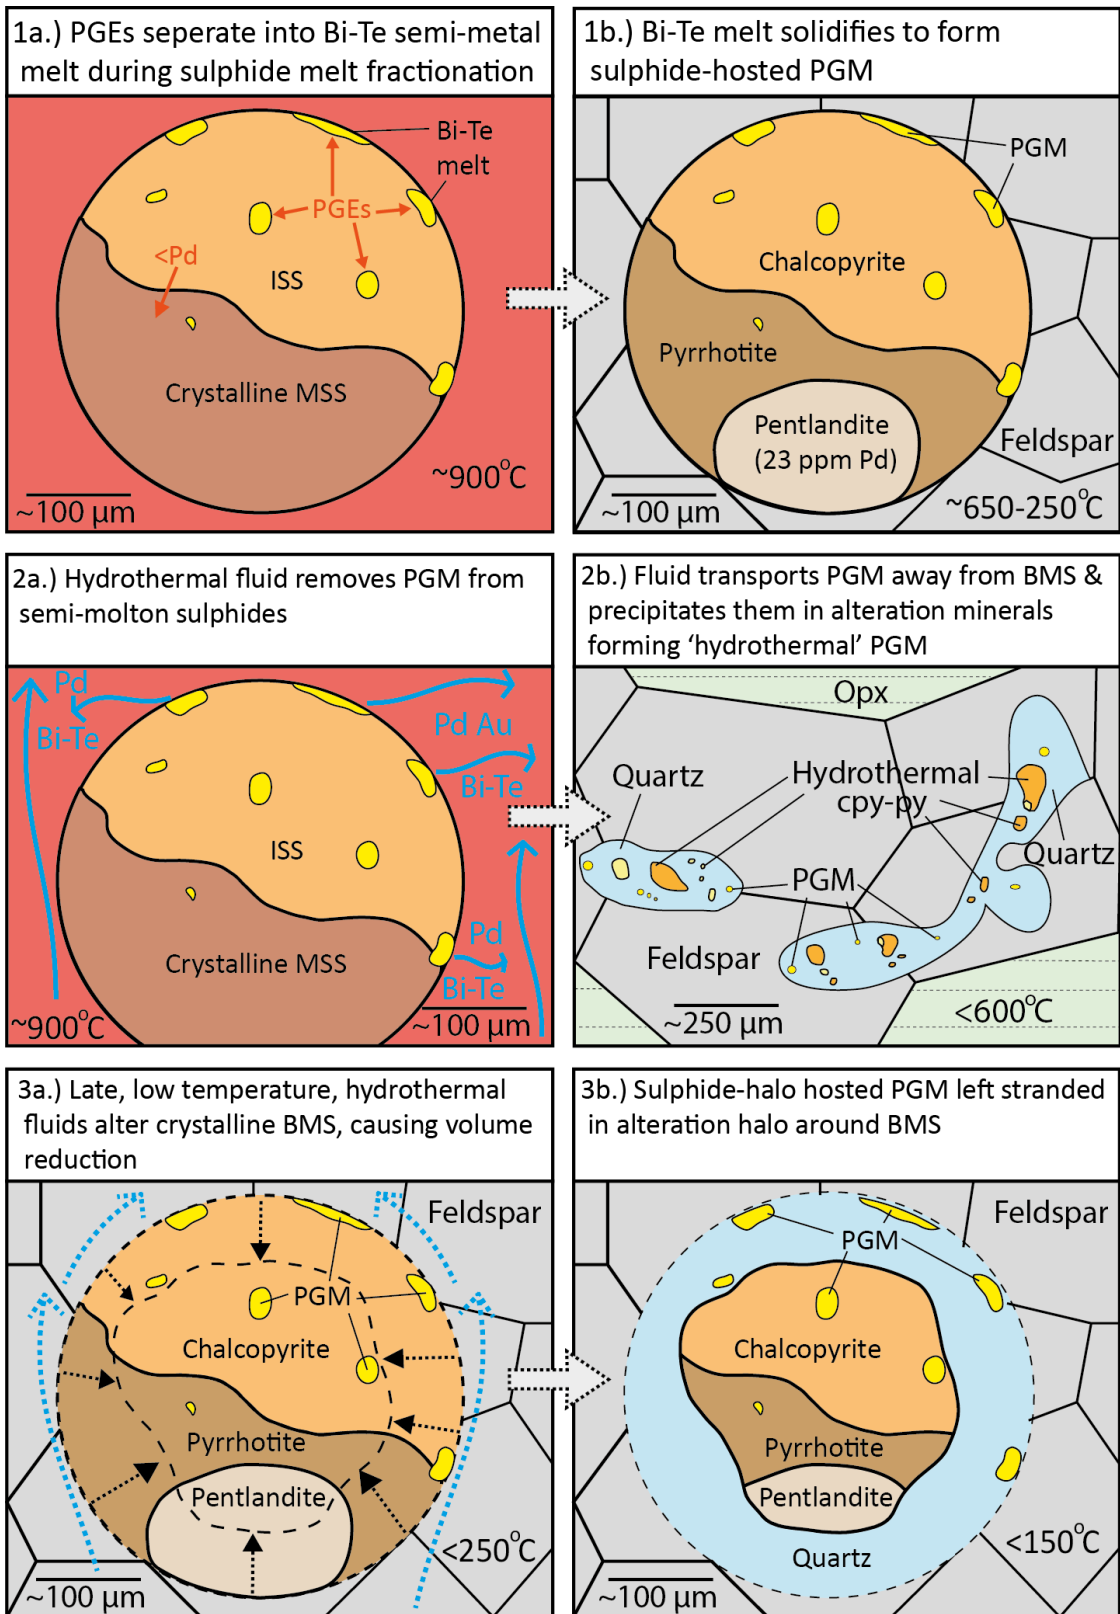 1a.) PGEs seperate into Bi-Te semi-metal
melt during sulphide melt fractionation
Bi-Te
melt
PGEs
<Pd
ISS
Crystalline MSS
~900°C
~100 µm
1b.) Bi-Te melt solidifies to form
sulphide-hosted PGM
PGM
Chalcopyrite
Pyrrhotite
Pentlandite
(23 ppm Pd)
Feldspar
~650-250°C
~100 µm
2a.) Hydrothermal fluid removes PGM from
semi-molton sulphides
Pd
Bi-Te
Pd Au
Bi-Te
ISS
Crystalline MSS
Pd
Bi-Te
~900°C
~100 µm
2b.) Fluid transports PGM away from BMS &
precipitates them in alteration minerals
forming ‘hydrothermal’ PGM
Opx
Quartz
Hydrothermal
cpy-py
Quartz
PGM
Feldspar
<600°C
~250 µm
3a.) Late, low temperature, hydrothermal
fluids alter crystalline BMS, causing volume
reduction
Feldspar
PGM
Chalcopyrite
Pyrrhotite
Pentlandite
<250°C
~100 µm
3b.) Sulphide-halo hosted PGM left stranded
in alteration halo around BMS
Feldspar
PGM
Chalcopyrite
Pyrrhotite
Pentlandite
Quartz
<150°C
~100 µm